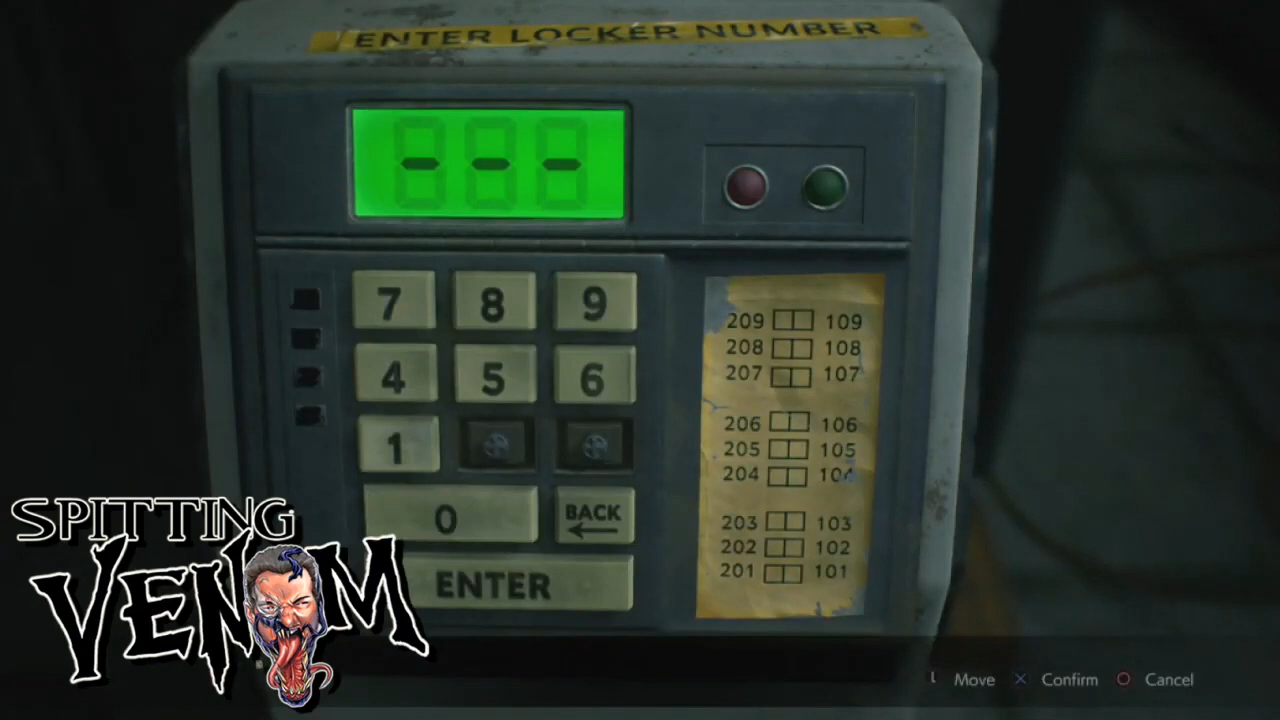 ENTER LOCKER NUMBER
7 8 9
4 5 6
1
0 BACK
ENTER
209 109
208 108
207 107
206 106
205 105
204 104
203 103
202 102
201 101
SPITTING
VENOM
L Move X Confirm O Cancel